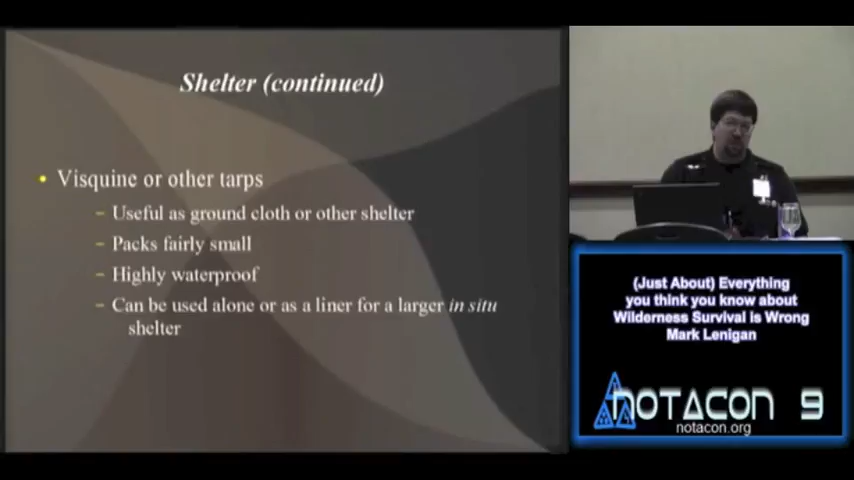 Shelter (continued)
Visquine or other tarps
– Useful as ground cloth or other shelter
– Packs fairly small
– Highly waterproof
– Can be used alone or as a liner for a larger in situ
shelter
(Just About) Everything
you think you know about
Wilderness Survival is Wrong
Mark Lenigan
NOTACON 9
notacon.org